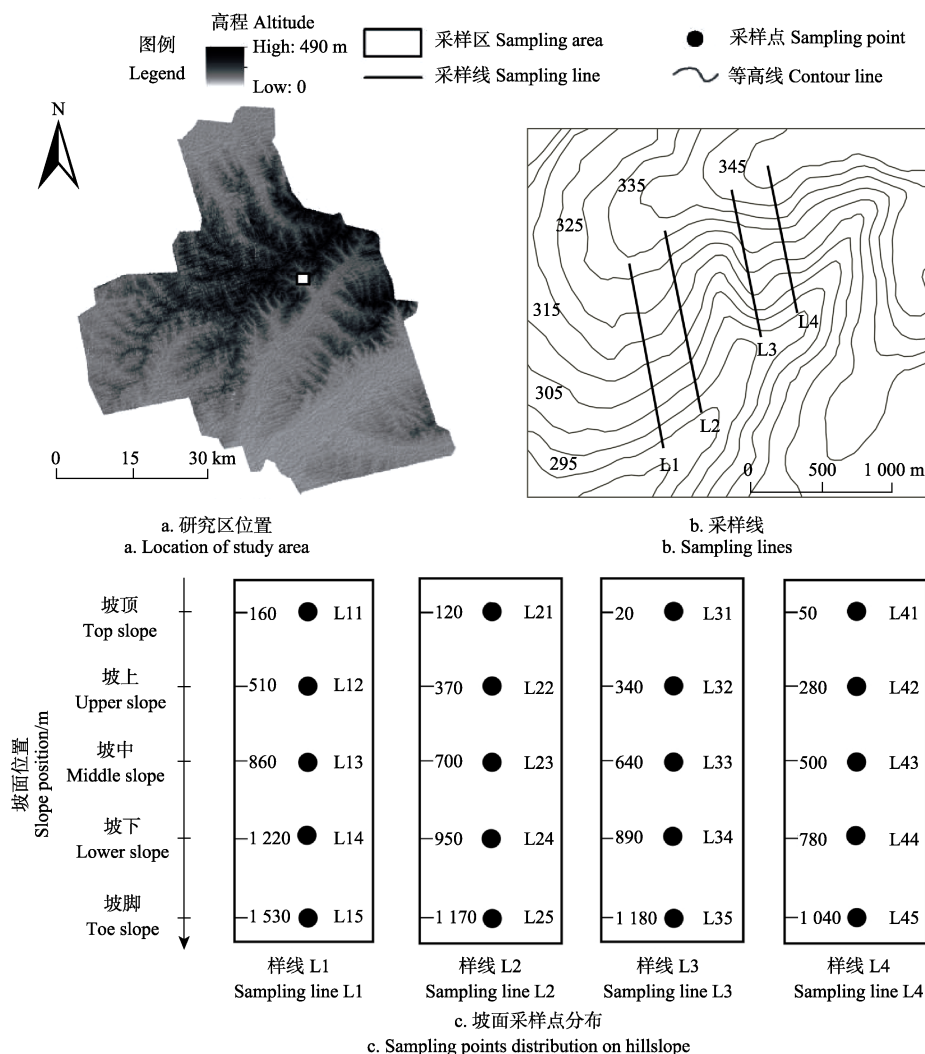 图例
Legend
高程 Altitude
High: 490 m
Low: 0
采样区 Sampling area
采样线 Sampling line
采样点 Sampling point
等高线 Contour line
N
0 15 30 km
a. 研究区位置
a. Location of study area
345
335
325
315
305
295
L1
L2
L3
L4
0 500 1 000 m
b. 采样线
b. Sampling lines
坡面位置/m
Slope position/m
坡顶
Top slope
160 L11 120 L21 20 L31 50 L41
坡上
Upper slope
510 L12 370 L22 340 L32 280 L42
坡中
Middle slope
860 L13 700 L23 640 L33 500 L43
坡下
Lower slope
1 220 L14 950 L24 890 L34 780 L44
坡脚
Toe slope
1 530 L15 1 170 L25 1 180 L35 1 040 L45
样线 L1 样线 L2 样线 L3 样线 L4
Sampling line L1 Sampling line L2 Sampling line L3 Sampling line L4
c. 坡面采样点分布
c. Sampling points distribution on hillslope